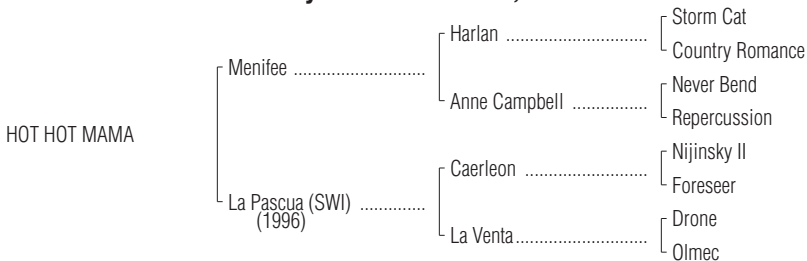 Storm Cat
Harlan ..............................
Country Romance
Menifee ............................
Never Bend
Anne Campbell ................
Repercussion
HOT HOT MAMA
Nijinsky II
Caerleon ..........................
Foreseer
La Pascua (SWI) ..............
(1996)
Drone
La Venta............................
Olmec